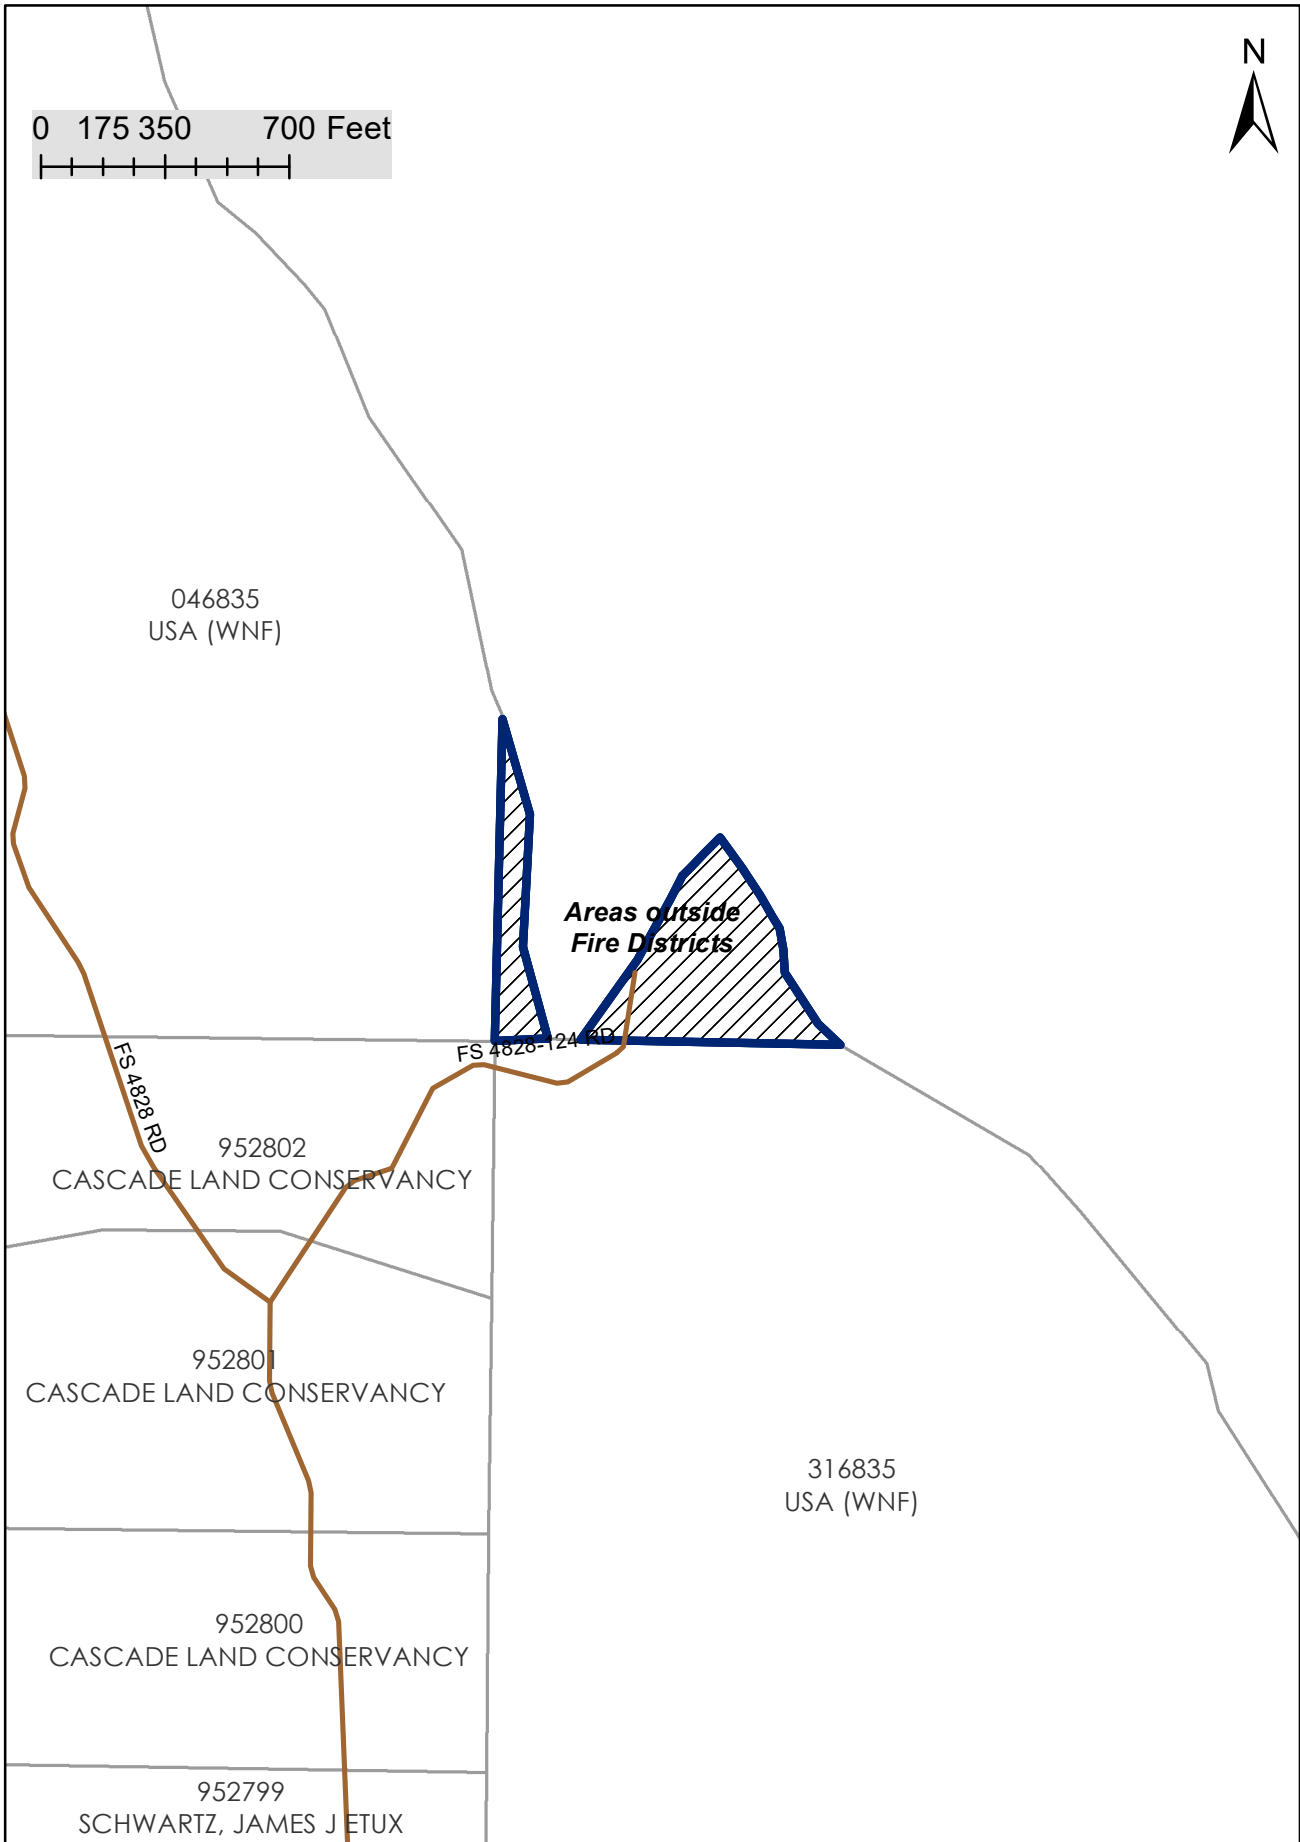 N
0 175 350 700 Feet
046835
USA (WNF)
Areas outside
Fire Districts
FS 4828-124 RD
FS 4828 RD
952802
CASCADE LAND CONSERVANCY
952801
CASCADE LAND CONSERVANCY
316835
USA (WNF)
952800
CASCADE LAND CONSERVANCY
952799
SCHWARTZ, JAMES J ETUX